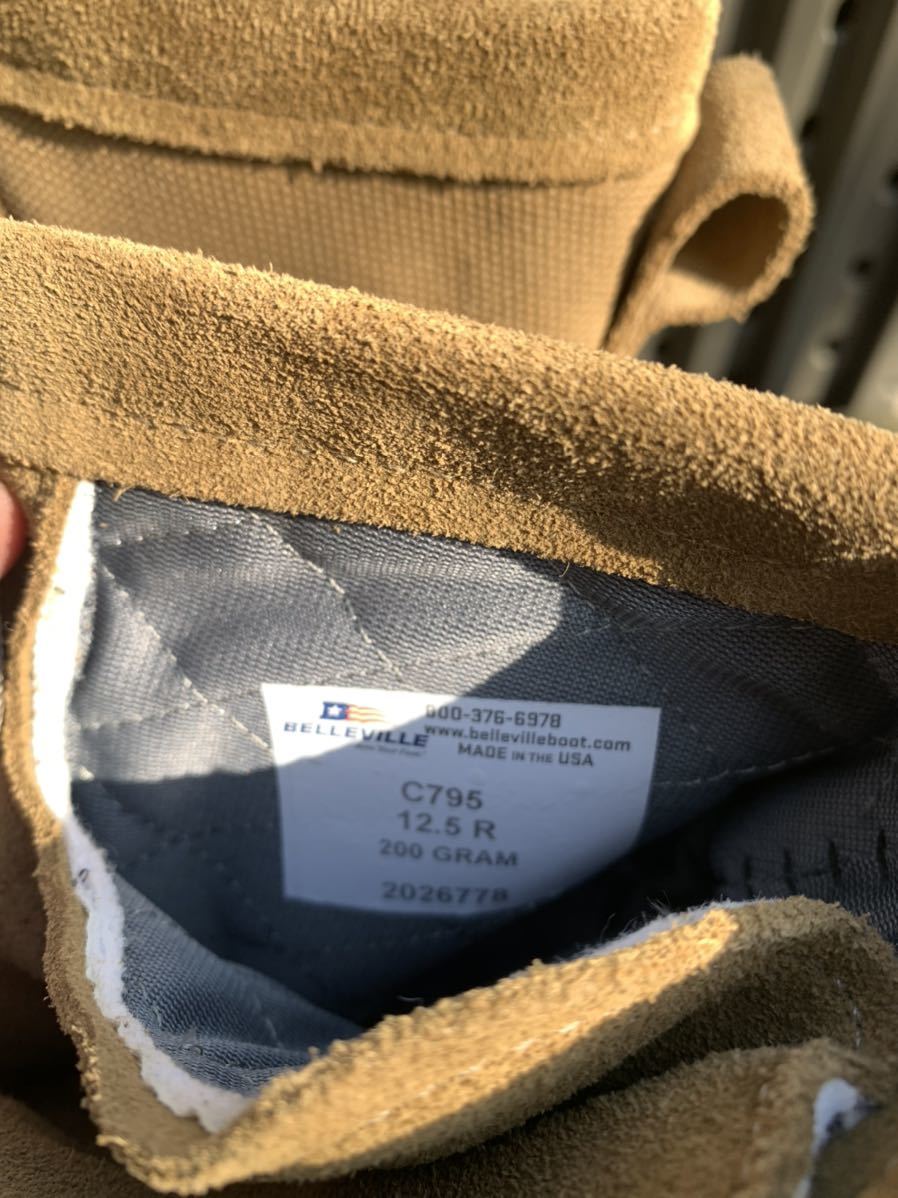 BELLEVILLE
800-376-6978
www.bellevilleboot.com
MADE IN THE USA
C795
12.5 R
200 GRAM
2026778